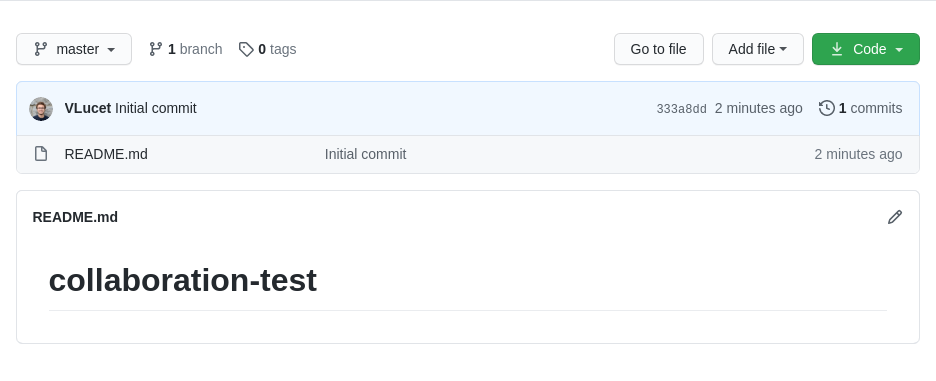 master 1 branch 0 tags Go to file Add file Code
VLucet Initial commit 333a8dd 2 minutes ago 1 commits
README.md Initial commit 2 minutes ago
README.md
collaboration-test